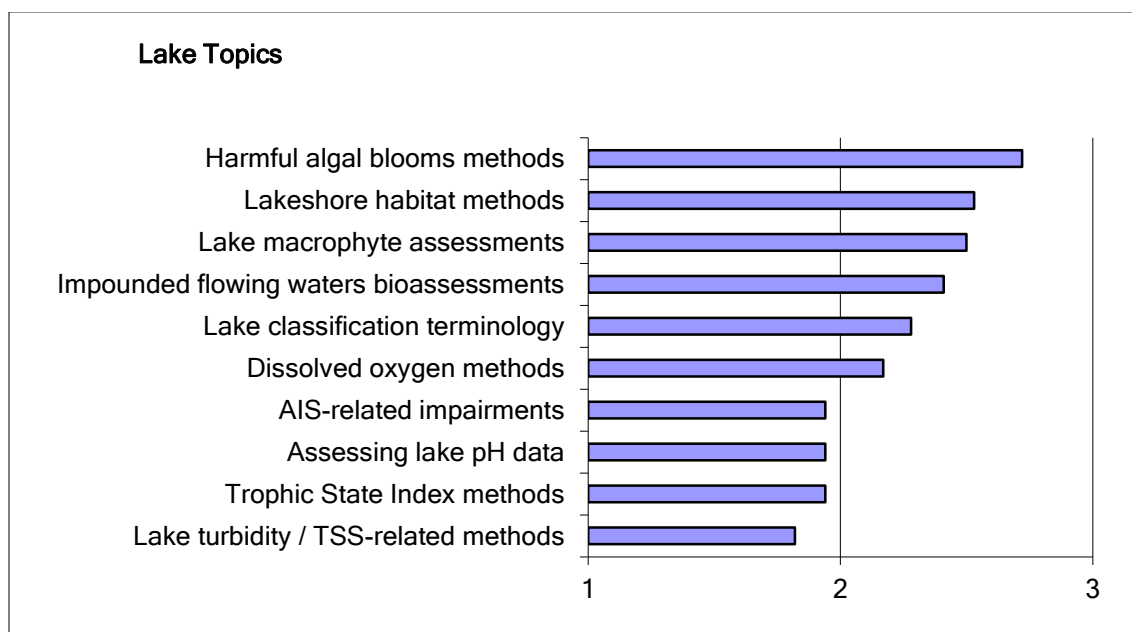 Lake Topics
Harmful algal blooms methods
Lakeshore habitat methods
Lake macrophyte assessments
Impounded flowing waters bioassessments
Lake classification terminology
Dissolved oxygen methods
AIS-related impairments
Assessing lake pH data
Trophic State Index methods
Lake turbidity / TSS-related methods
1 2 3